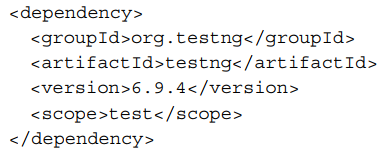 <dependency>
  <groupId>org.testng</groupId>
  <artifactId>testng</artifactId>
  <version>6.9.4</version>
  <scope>test</scope>
</dependency>